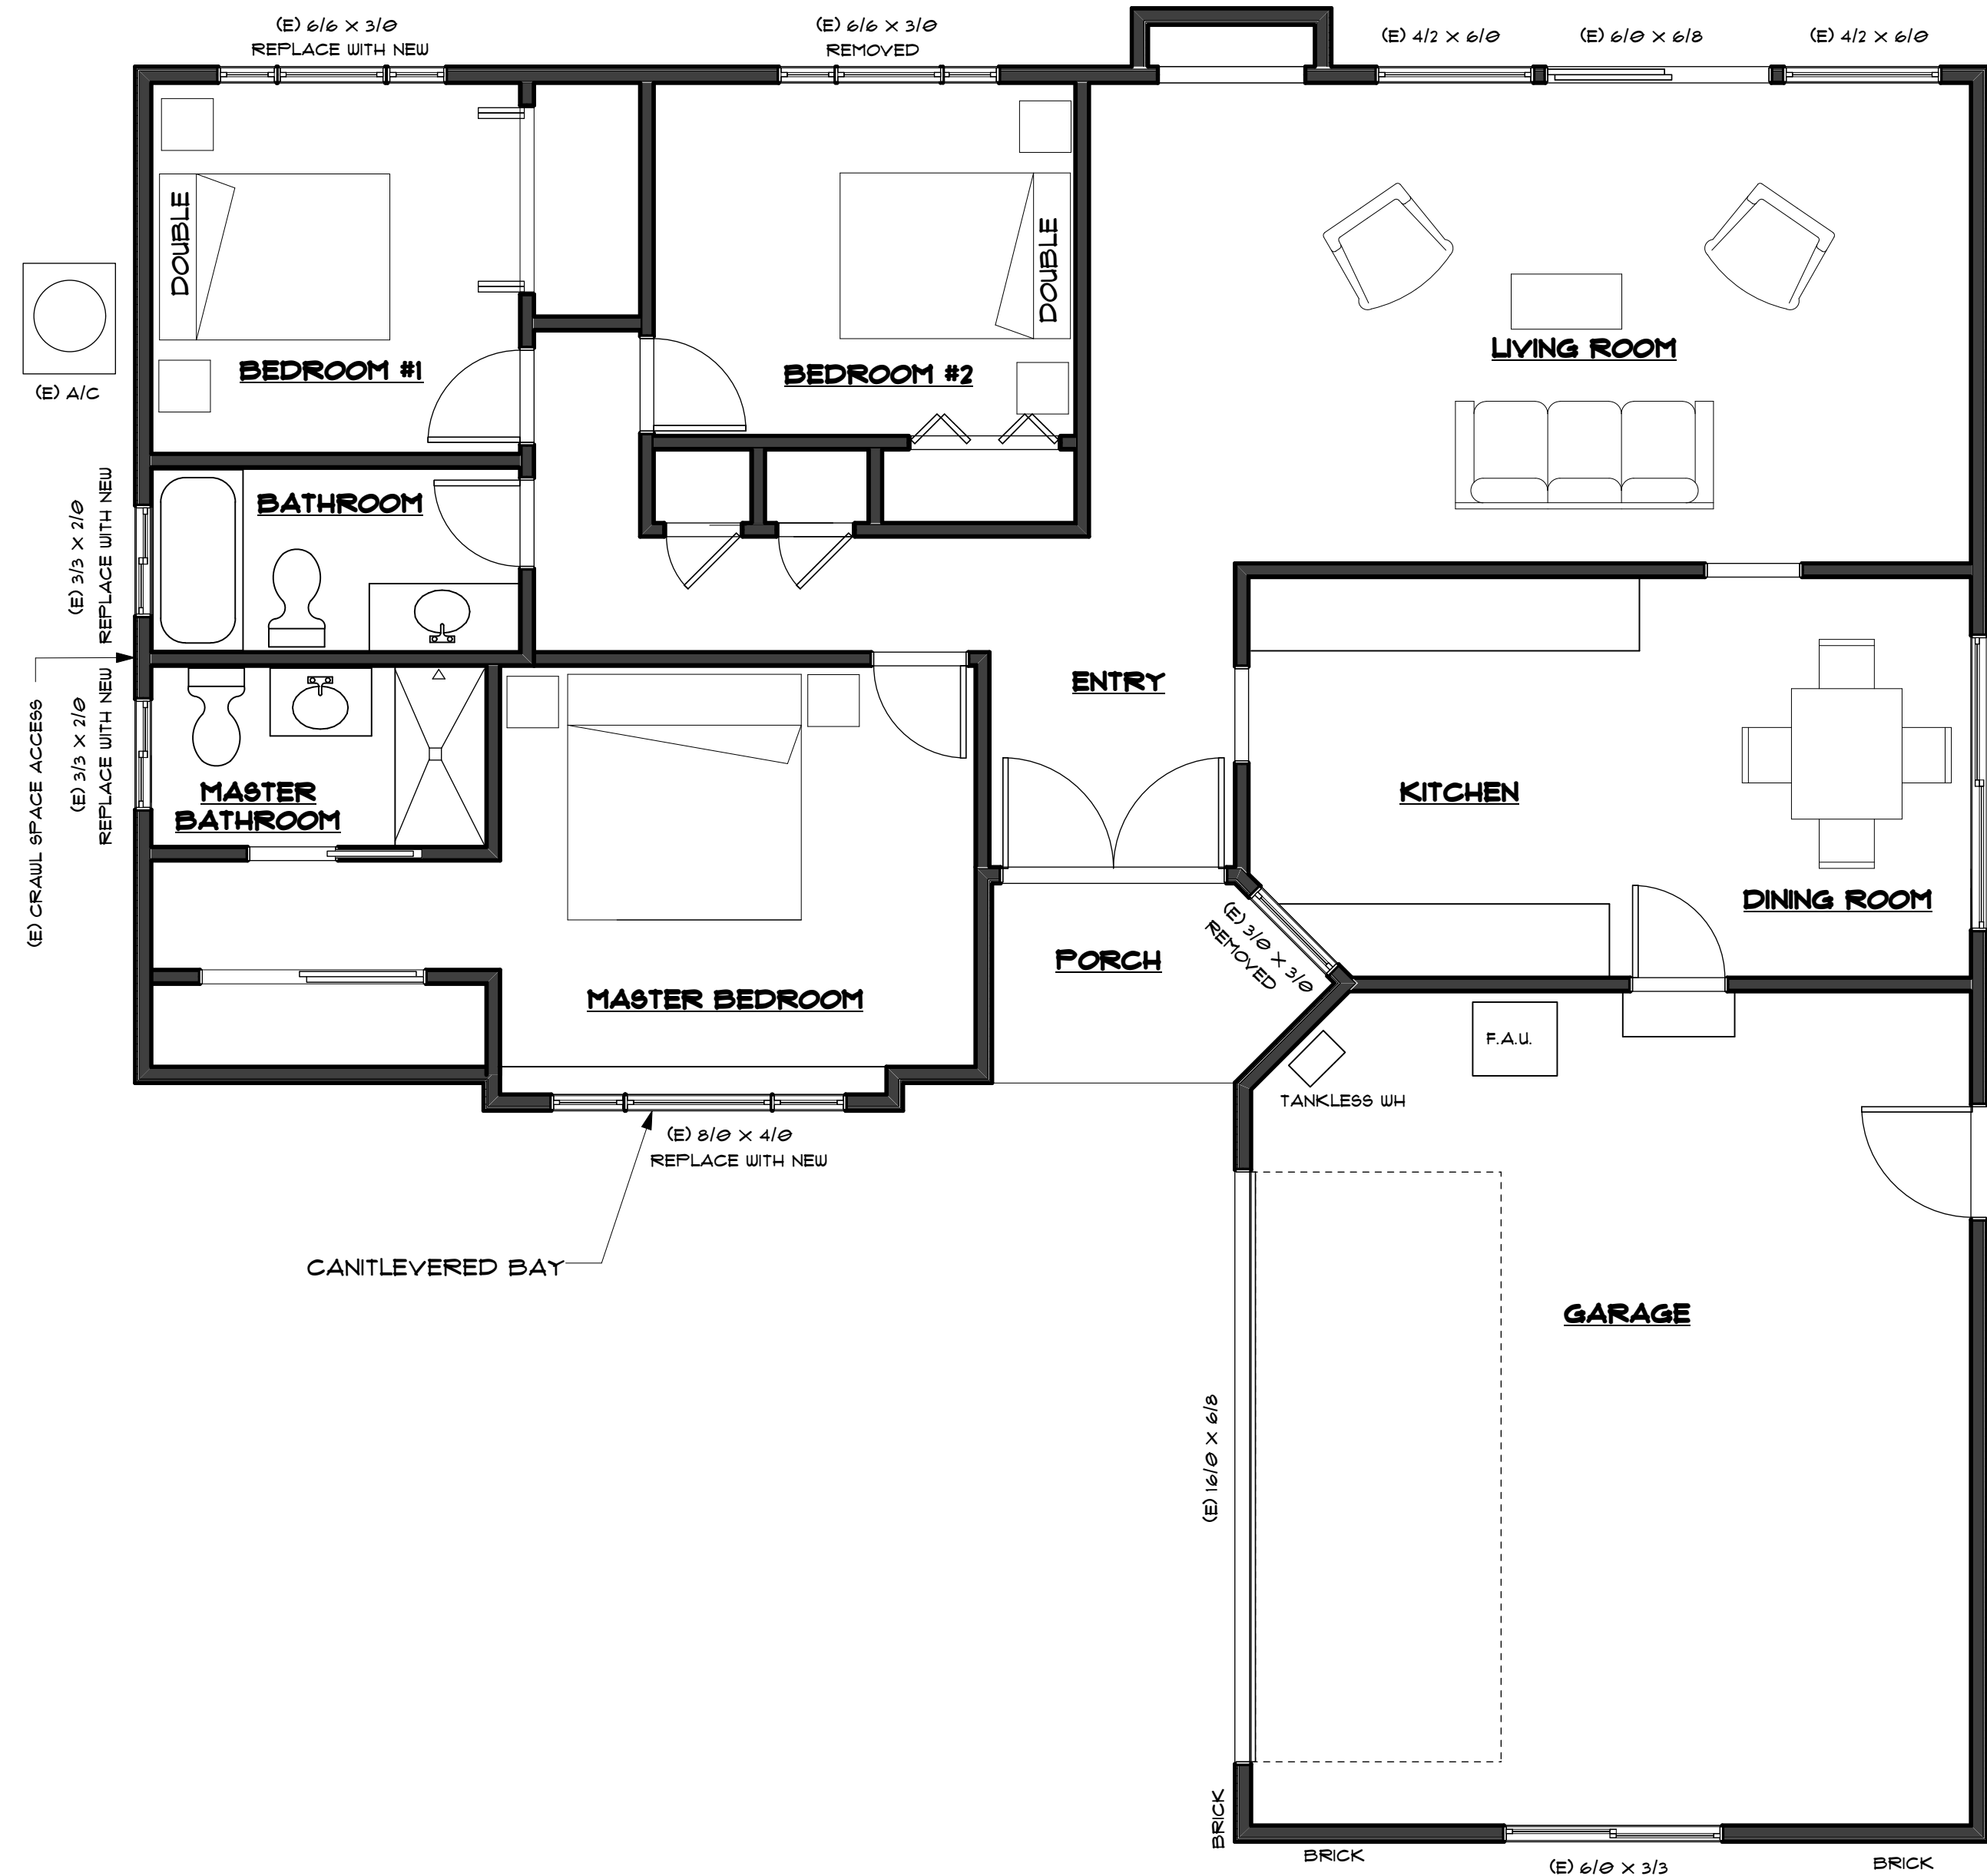 (E) 6/6 X 3/0
REPLACE WITH NEW
(E) 6/6 X 3/0
REMOVED
(E) 4/2 X 6/0
(E) 6/0 X 6/8
(E) 4/2 X 6/0
DOUBLE
DOUBLE
BEDROOM #1
BEDROOM #2
LIVING ROOM
(E) A/C
BATHROOM
(E) 3/3 X 2/0
REPLACE WITH NEW
(E) CRAWL SPACE ACCESS
(E) 3/3 X 2/0
REPLACE WITH NEW
ENTRY
MASTER
BATHROOM
KITCHEN
DINING ROOM
(E) 3/0 X 3/0
REMOVED
PORCH
MASTER BEDROOM
F.A.U.
TANKLESS WH
(E) 8/0 X 4/0
REPLACE WITH NEW
CANITLEVERED BAY
GARAGE
(E) 16/0 X 6/8
BRICK
BRICK
(E) 6/0 X 3/3
BRICK